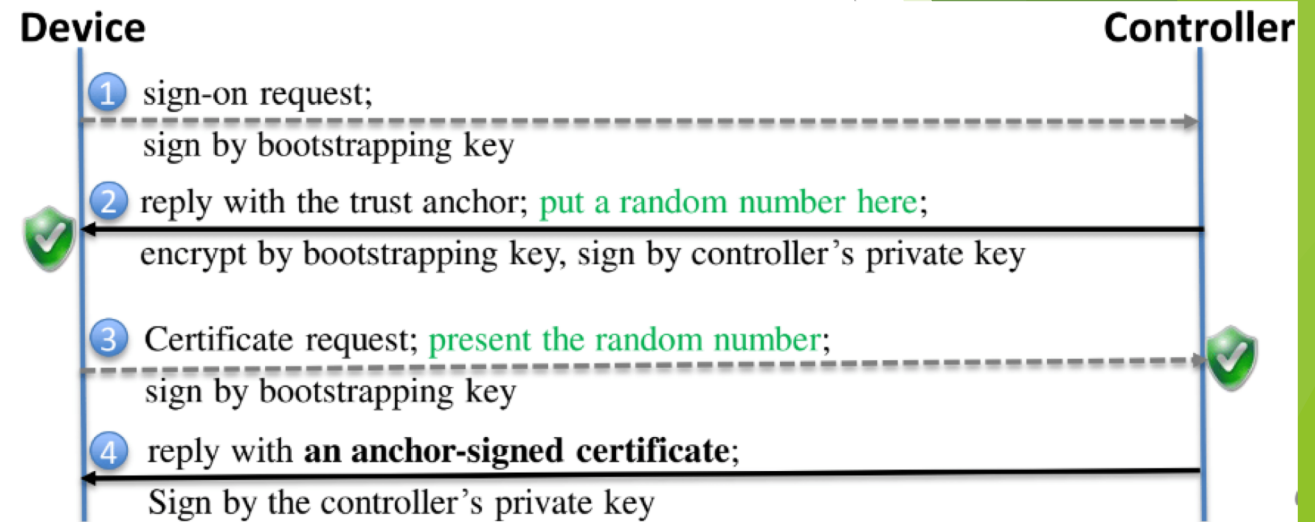 Device
Controller
1 sign-on request;
sign by bootstrapping key
2 reply with the trust anchor; put a random number here;
encrypt by bootstrapping key, sign by controller’s private key
3 Certificate request; present the random number;
sign by bootstrapping key
4 reply with an anchor-signed certificate;
Sign by the controller’s private key